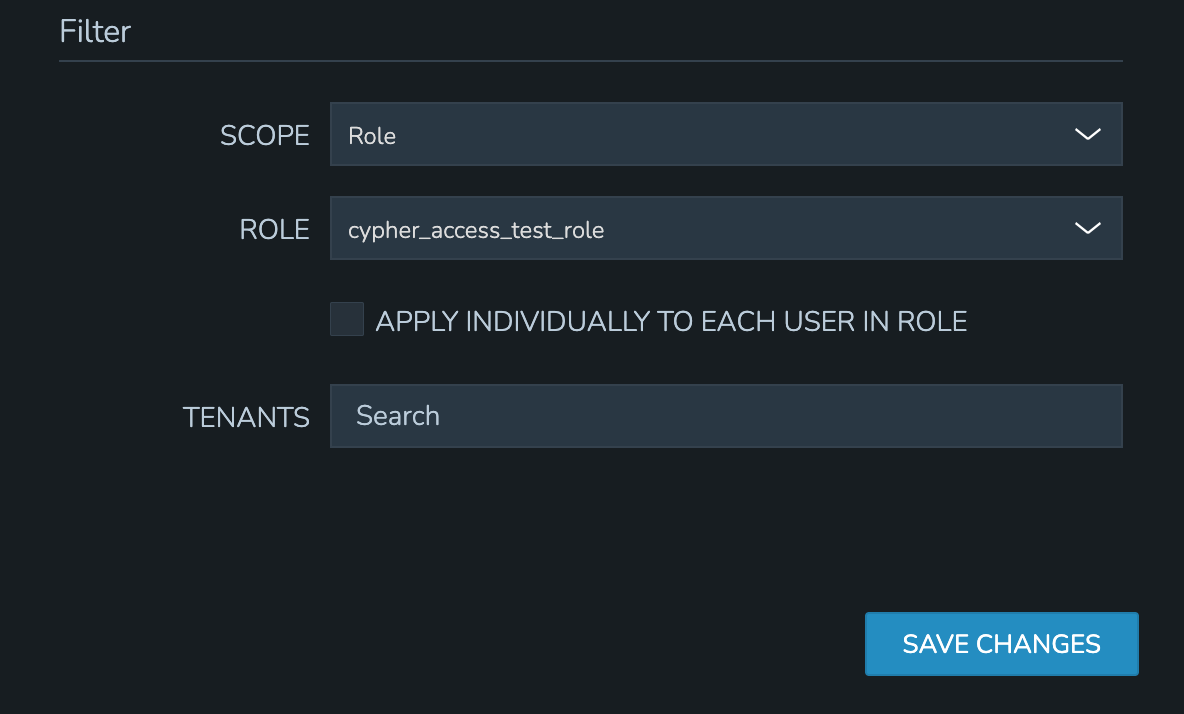 Filter
SCOPE Role
ROLE cypher_access_test_role
APPLY INDIVIDUALLY TO EACH USER IN ROLE
TENANTS Search
SAVE CHANGES